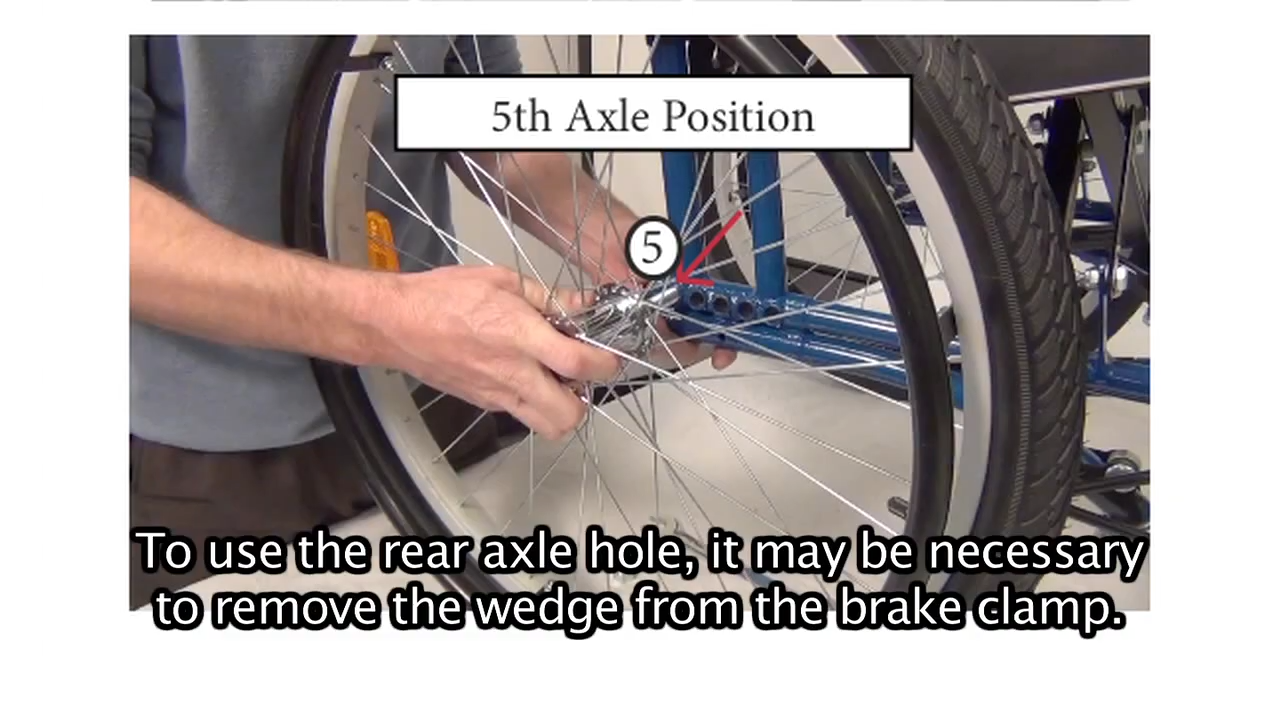 5th Axle Position
5
To use the rear axle hole, it may be necessary
to remove the wedge from the brake clamp.